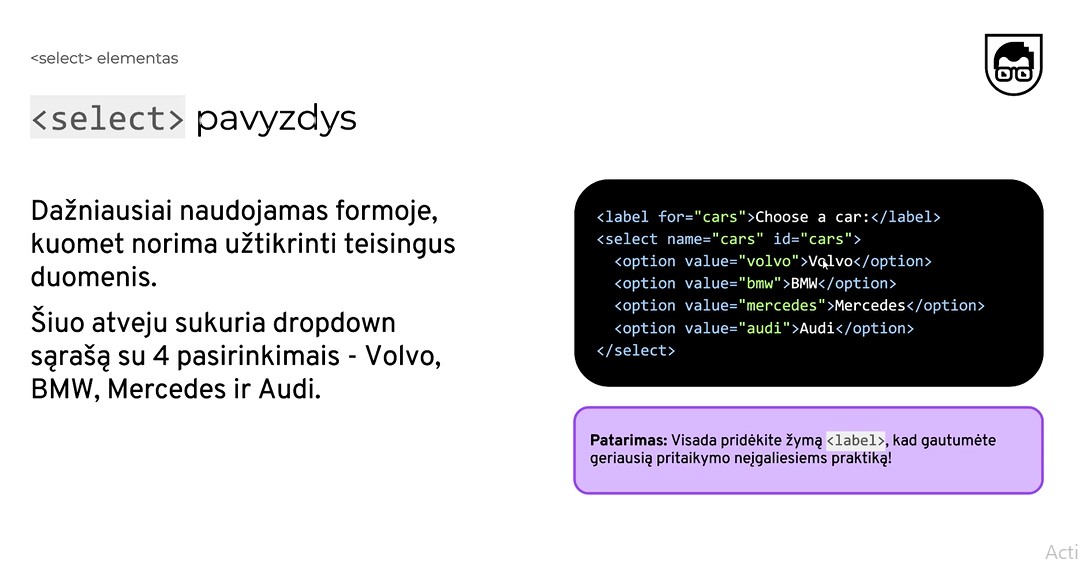 <select> elementas
<select> pavyzdys
Dažniausiai naudojamas formoje,
kuomet norima užtikrinti teisingus
duomenis.
Šiuo atveju sukuria dropdown
sąrašą su 4 pasirinkimais - Volvo,
BMW, Mercedes ir Audi.
<label for="cars">Choose a car:</label>
<select name="cars" id="cars">
  <option value="volvo">Volvo</option>
  <option value="bmw">BMW</option>
  <option value="mercedes">Mercedes</option>
  <option value="audi">Audi</option>
</select>
Patarimas: Visada pridėkite žymą <label>, kad gautumėte
geriausią pritaikymo neįgaliesiems praktiką!
Acti